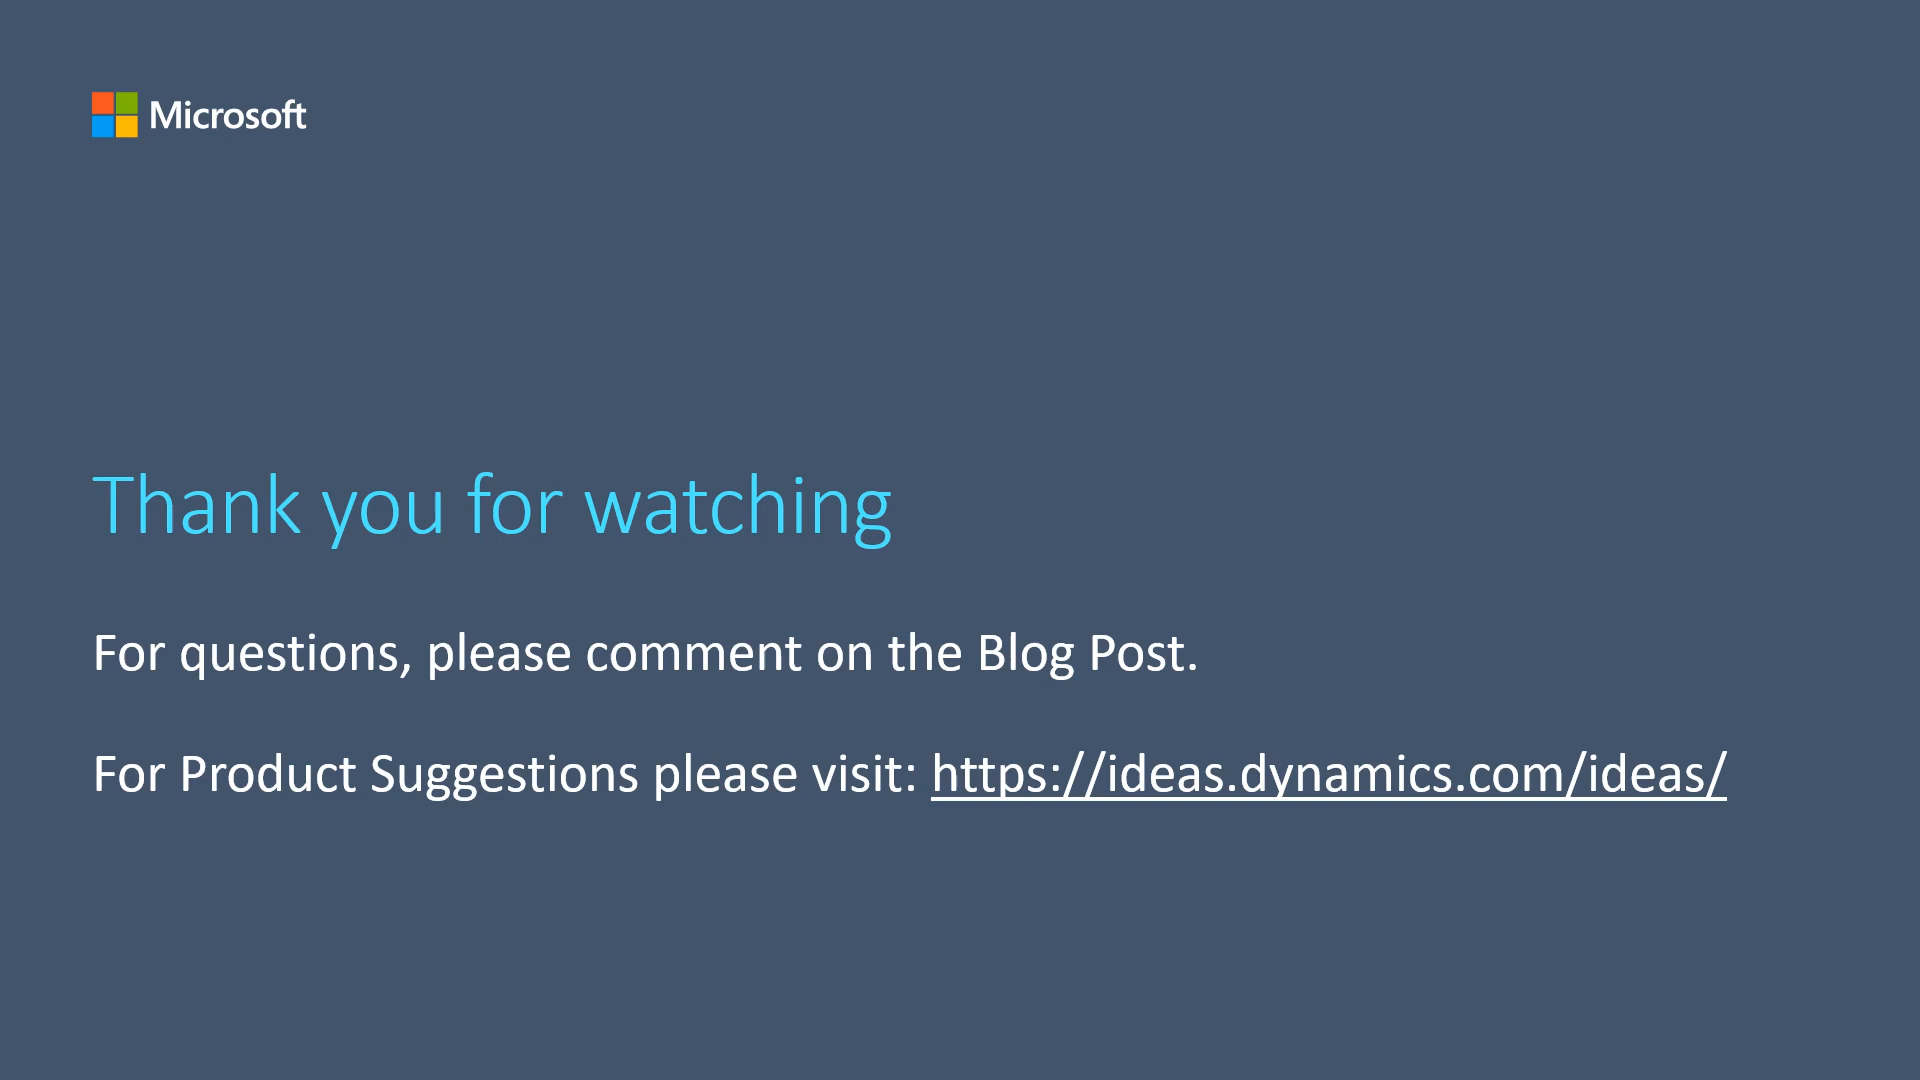 Microsoft
Thank you for watching
For questions, please comment on the Blog Post.
For Product Suggestions please visit: https://ideas.dynamics.com/ideas/